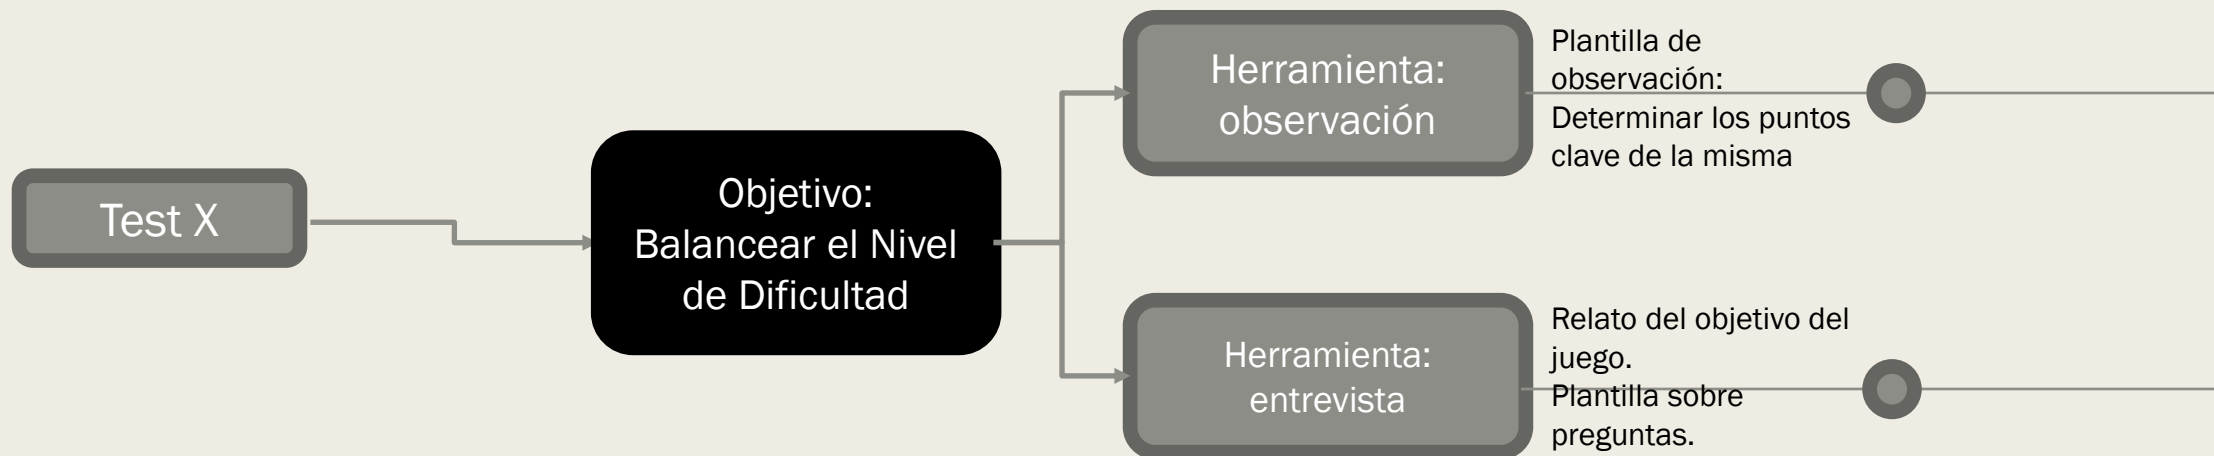 Test X
Objetivo:
Balancear el Nivel
de Dificultad
Herramienta:
observación
Plantilla de
observación:
Determinar los puntos
clave de la misma
Herramienta:
entrevista
Relato del objetivo del
juego.
Plantilla sobre
preguntas.